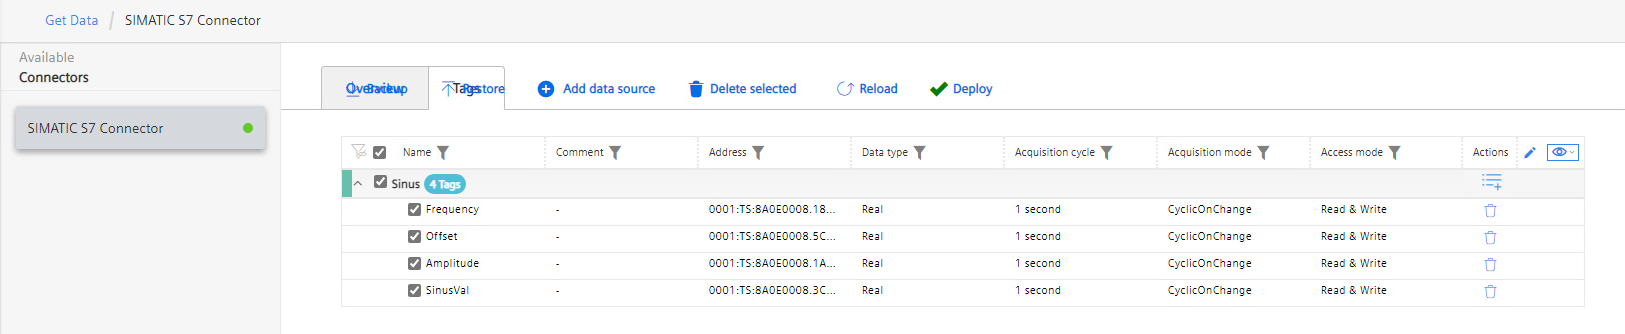 Get Data / SIMATIC S7 Connector
Available
Connectors
SIMATIC S7 Connector
Overview Backup Tags Restore Add data source Delete selected Reload Deploy
Name Comment Address Data type Acquisition cycle Acquisition mode Access mode Actions
Sinus 4 Tags
Frequency - 0001:TS:8A0E0008.18... Real 1 second CyclicOnChange Read & Write
Offset - 0001:TS:8A0E0008.5C... Real 1 second CyclicOnChange Read & Write
Amplitude - 0001:TS:8A0E0008.1A... Real 1 second CyclicOnChange Read & Write
SinusVal - 0001:TS:8A0E0008.3C... Real 1 second CyclicOnChange Read & Write